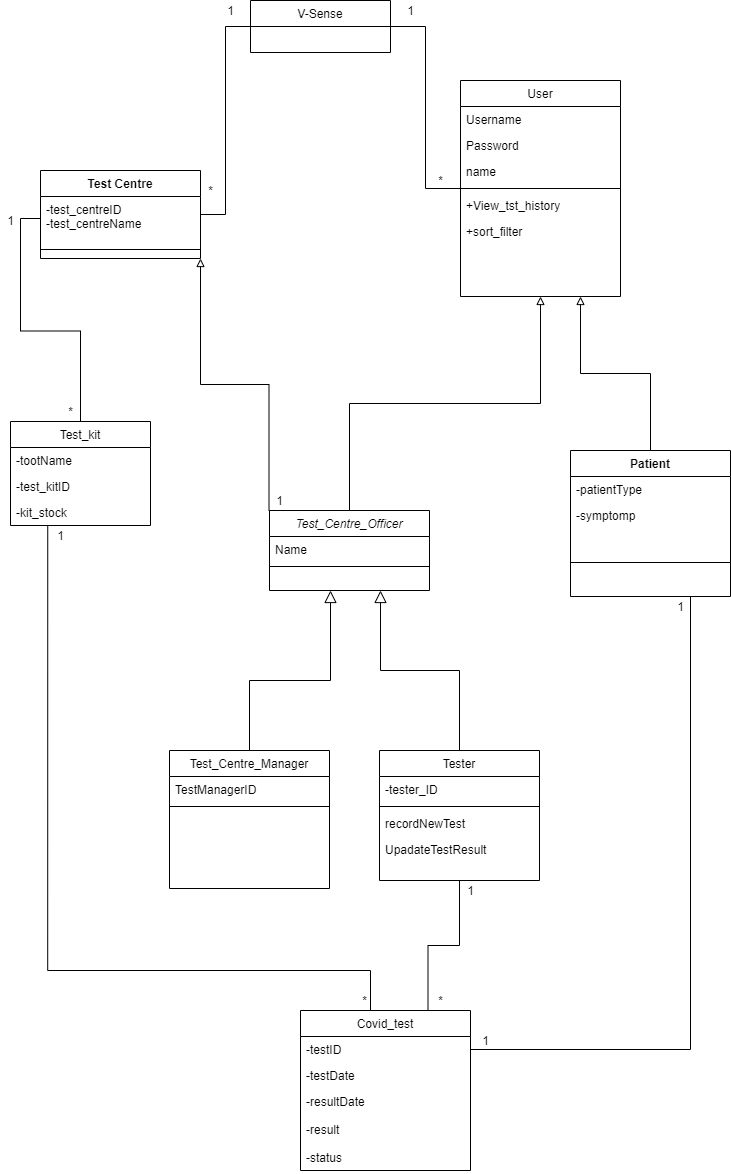 1
V-Sense
1
User
Username
Password
name
*
+View_tst_history
+sort_filter
Test Centre
*
-test_centreID
-test_centreName
1
*
Test_kit
-tootName
-test_kitID
-kit_stock
1
1
Test_Centre_Officer
Name
Patient
-patientType
-symptomp
1
Test_Centre_Manager
TestManagerID
Tester
-tester_ID
recordNewTest
UpadateTestResult
1
*
*
Covid_test
1
-testID
-testDate
-resultDate
-result
-status